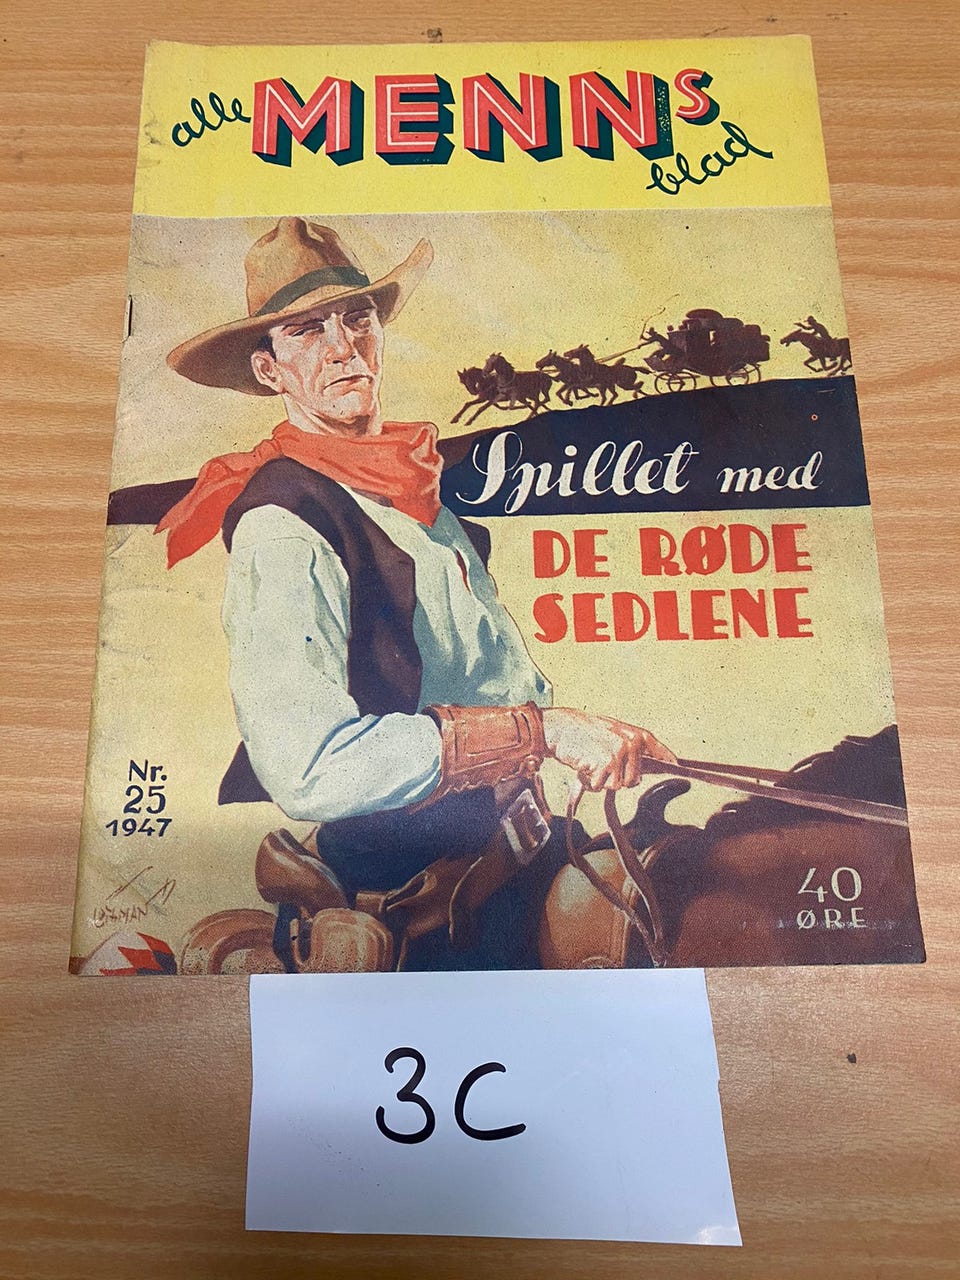 alle MENNs
blad
Spillet med
DE RØDE
SEDLENE
Nr.
25
1947
40
ØRE
3C